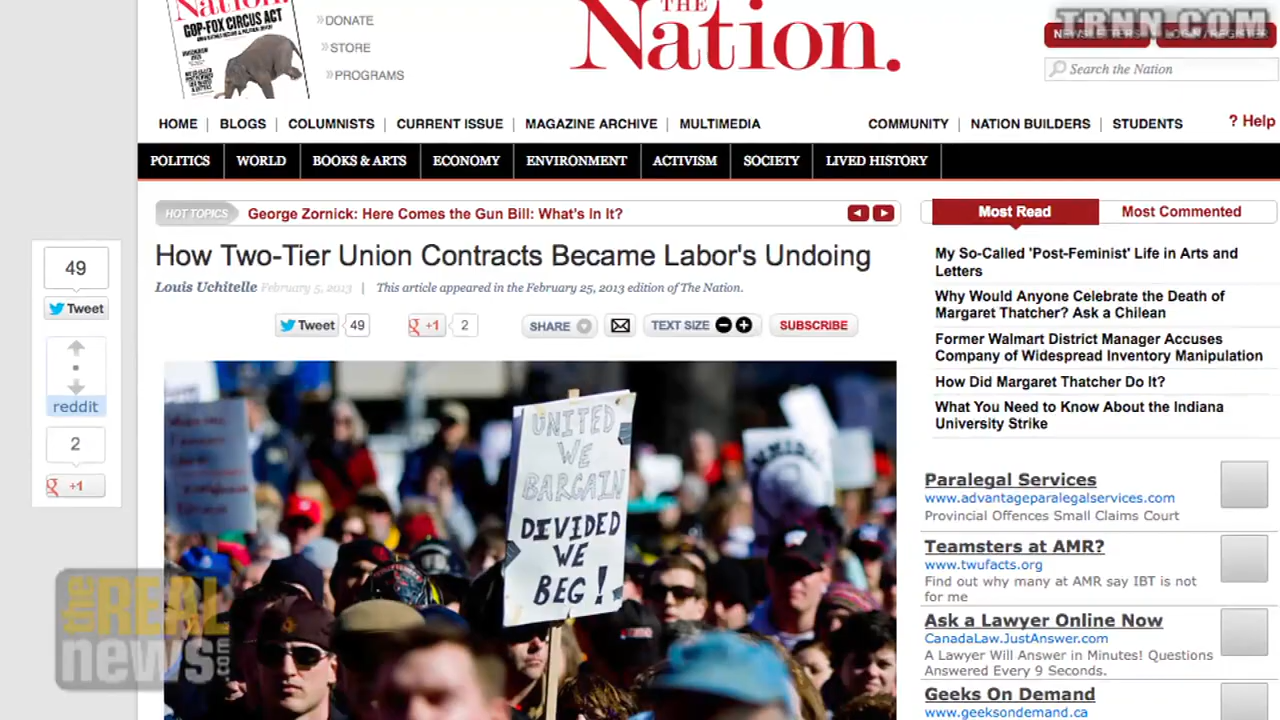 Nation.
GOP-FOX CIRCUS ACT
DONATE
STORE
PROGRAMS
THE
Nation.
TRNN.COM
NEWSLETTERS
LOGIN / REGISTER
Search the Nation
HOME
BLOGS
COLUMNISTS
CURRENT ISSUE
MAGAZINE ARCHIVE
MULTIMEDIA
COMMUNITY
NATION BUILDERS
STUDENTS
? Help
POLITICS
WORLD
BOOKS & ARTS
ECONOMY
ENVIRONMENT
ACTIVISM
SOCIETY
LIVED HISTORY
HOT TOPICS
George Zornick: Here Comes the Gun Bill: What's In It?
How Two-Tier Union Contracts Became Labor's Undoing
Louis Uchitelle February 5, 2013 | This article appeared in the February 25, 2013 edition of The Nation.
Tweet 49
g +1 2
SHARE
TEXT SIZE
SUBSCRIBE
49
Tweet
reddit
2
g +1
UNITED
WE
BARGAIN
DIVIDED
WE
BEG!
the REAL
news.com
Most Read
Most Commented
My So-Called 'Post-Feminist' Life in Arts and
Letters
Why Would Anyone Celebrate the Death of
Margaret Thatcher? Ask a Chilean
Former Walmart District Manager Accuses
Company of Widespread Inventory Manipulation
How Did Margaret Thatcher Do It?
What You Need to Know About the Indiana
University Strike
Paralegal Services
www.advantageparalegalservices.com
Provincial Offences Small Claims Court
Teamsters at AMR?
www.twufacts.org
Find out why many at AMR say IBT is not
for me
Ask a Lawyer Online Now
CanadaLaw.JustAnswer.com
A Lawyer Will Answer in Minutes! Questions
Answered Every 9 Seconds.
Geeks On Demand
www.geeksondemand.ca